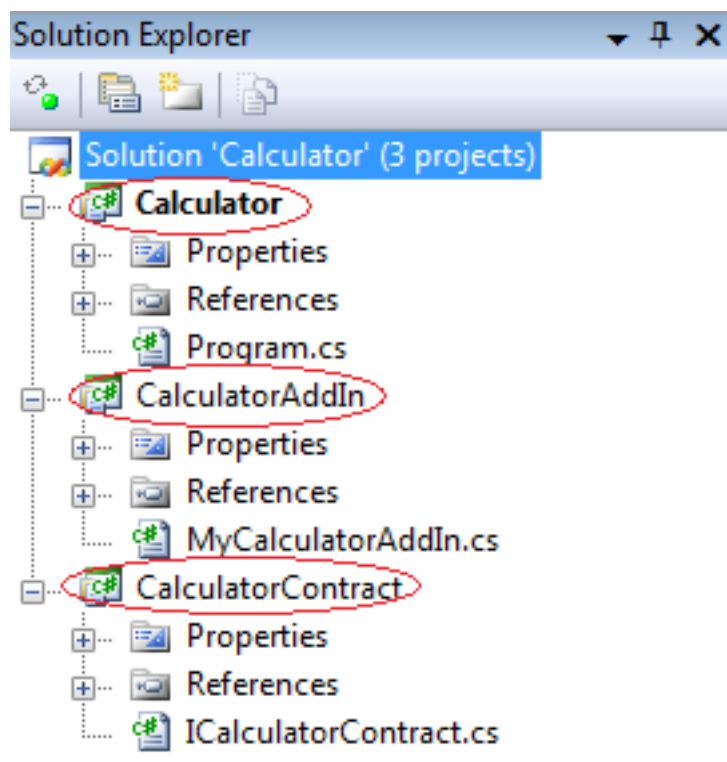 Solution Explorer
Solution 'Calculator' (3 projects)
C# Calculator
Properties
References
C# Program.cs
C# CalculatorAddIn
Properties
References
C# MyCalculatorAddIn.cs
C# CalculatorContract
Properties
References
C# ICalculatorContract.cs